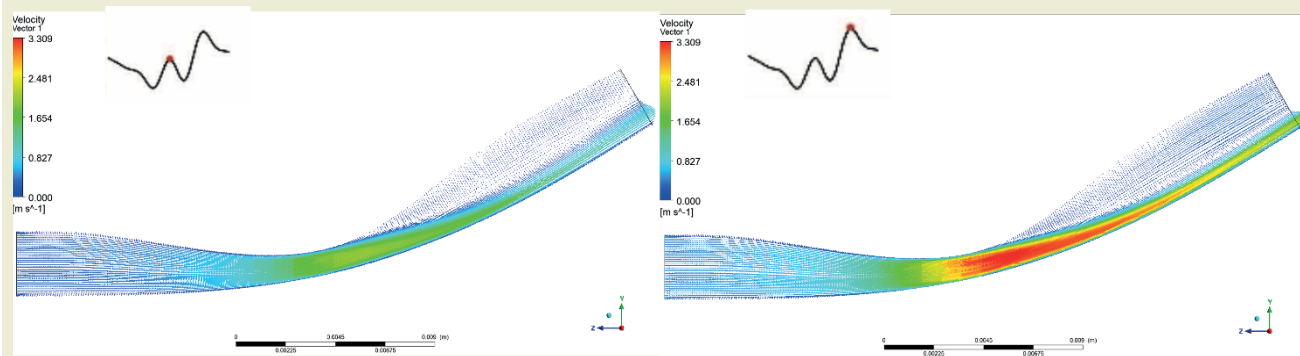 Velocity
Vector 1
3.309
2.481
1.654
0.827
0.000
[m s^-1]
Y
Z
0
0.0045
0.009 (m)
0.00225
0.00675
Velocity
Vector 1
3.309
2.481
1.654
0.827
0.000
[m s^-1]
Y
Z
0
0.0045
0.009 (m)
0.00225
0.00675